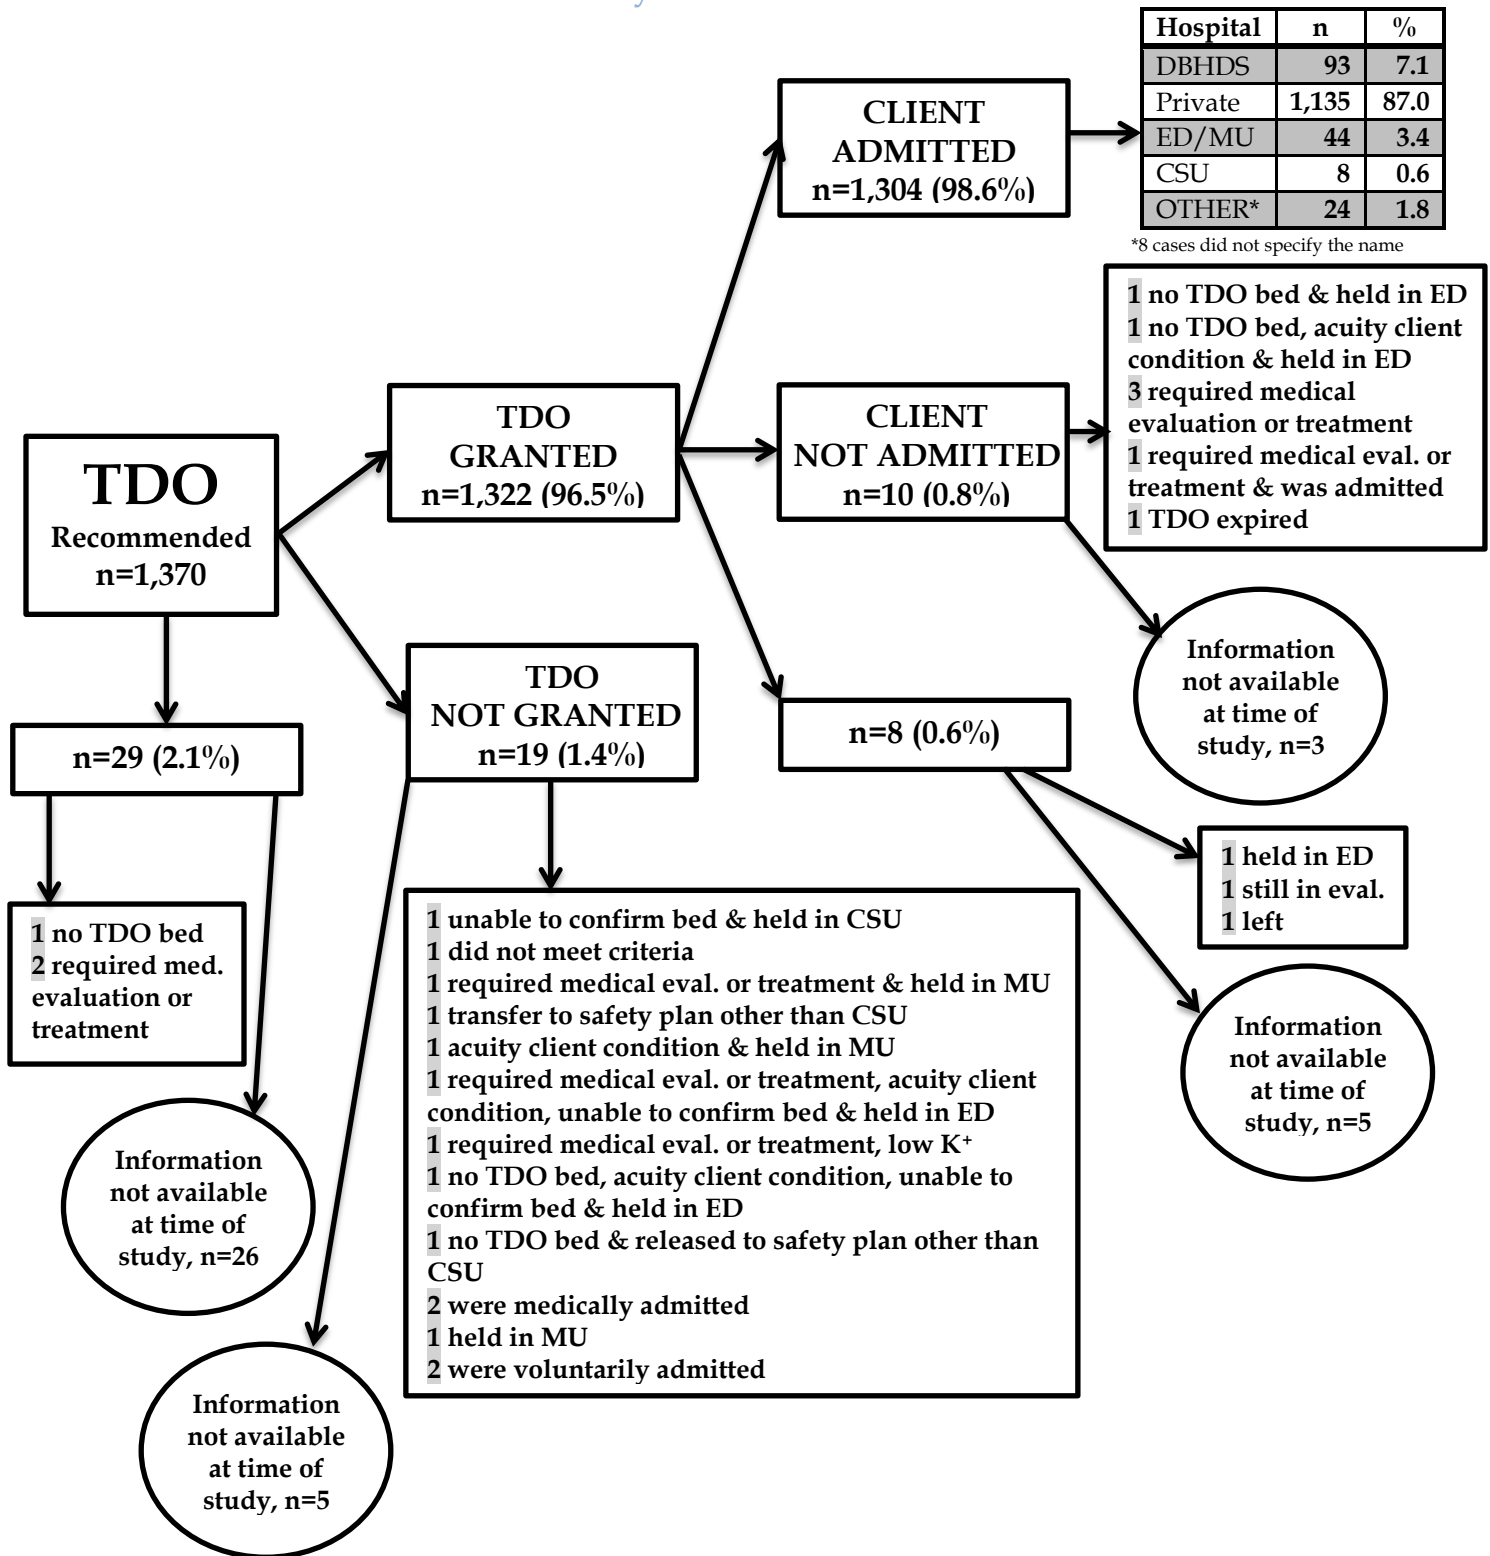 Hospital n %
DBHDS 93 7.1
Private 1,135 87.0
ED/MU 44 3.4
CSU 8 0.6
OTHER* 24 1.8
*8 cases did not specify the name
CLIENT
ADMITTED
n=1,304 (98.6%)
1 no TDO bed & held in ED
1 no TDO bed, acuity client
condition & held in ED
3 required medical
evaluation or treatment
1 required medical eval. or
treatment & was admitted
1 TDO expired
TDO
GRANTED
n=1,322 (96.5%)
CLIENT
NOT ADMITTED
n=10 (0.8%)
TDO
Recommended
n=1,370
Information
not available
at time of
study, n=3
TDO
NOT GRANTED
n=19 (1.4%)
n=8 (0.6%)
n=29 (2.1%)
1 held in ED
1 still in eval.
1 left
1 no TDO bed
2 required med.
evaluation or
treatment
1 unable to confirm bed & held in CSU
1 did not meet criteria
1 required medical eval. or treatment & held in MU
1 transfer to safety plan other than CSU
1 acuity client condition & held in MU
1 required medical eval. or treatment, acuity client
condition, unable to confirm bed & held in ED
1 required medical eval. or treatment, low K⁺
1 no TDO bed, acuity client condition, unable to
confirm bed & held in ED
1 no TDO bed & released to safety plan other than
CSU
2 were medically admitted
1 held in MU
2 were voluntarily admitted
Information
not available
at time of
study, n=5
Information
not available
at time of
study, n=26
Information
not available
at time of
study, n=5